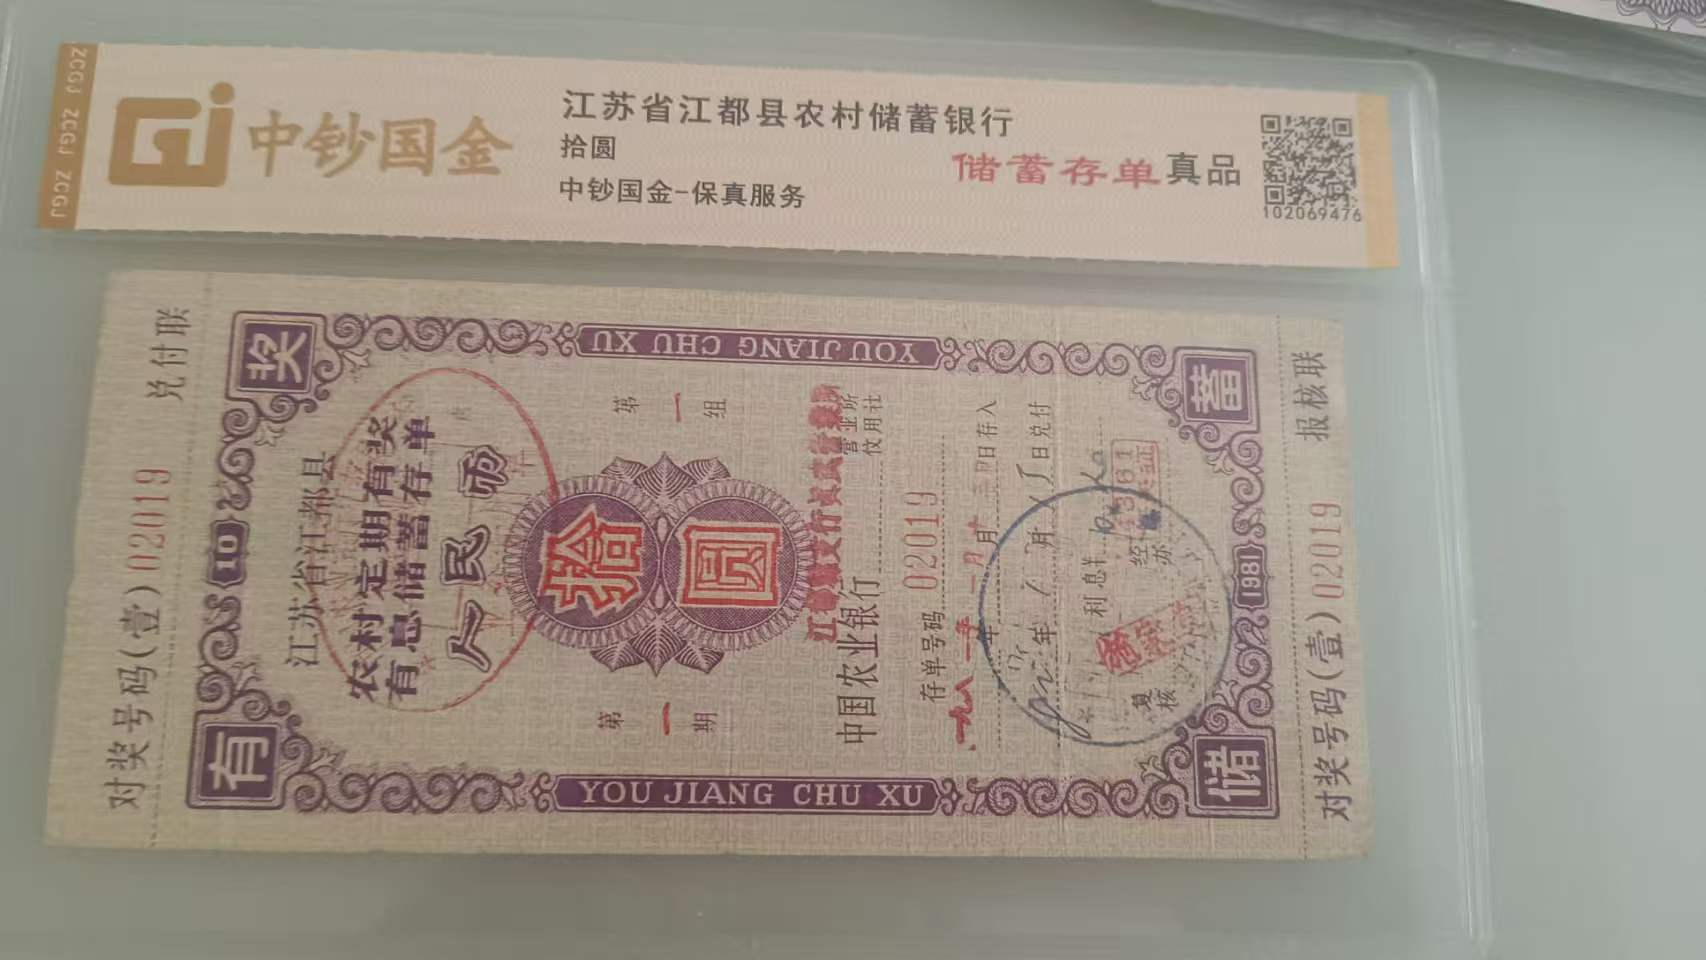 ZCGJ ZCGJ ZCGJ
中钞国金
江苏省江都县农村储蓄银行
拾圆
中钞国金-保真服务
储蓄存单真品
102069476
兑付联
对奖号码(壹)02019
有奖储蓄
10
YOU JIANG CHU XU
YOU JIANG CHU XU
江苏省江都县
农村定期有奖
有息储蓄存单
人民币
拾圆
第一期
第一组
中国农业银行
营业所
信用社
存单号码 02019
一九八一年
月
日存入
年
月
日兑付
利息
复核
经办
1981
报核联
对奖号码(壹)02019